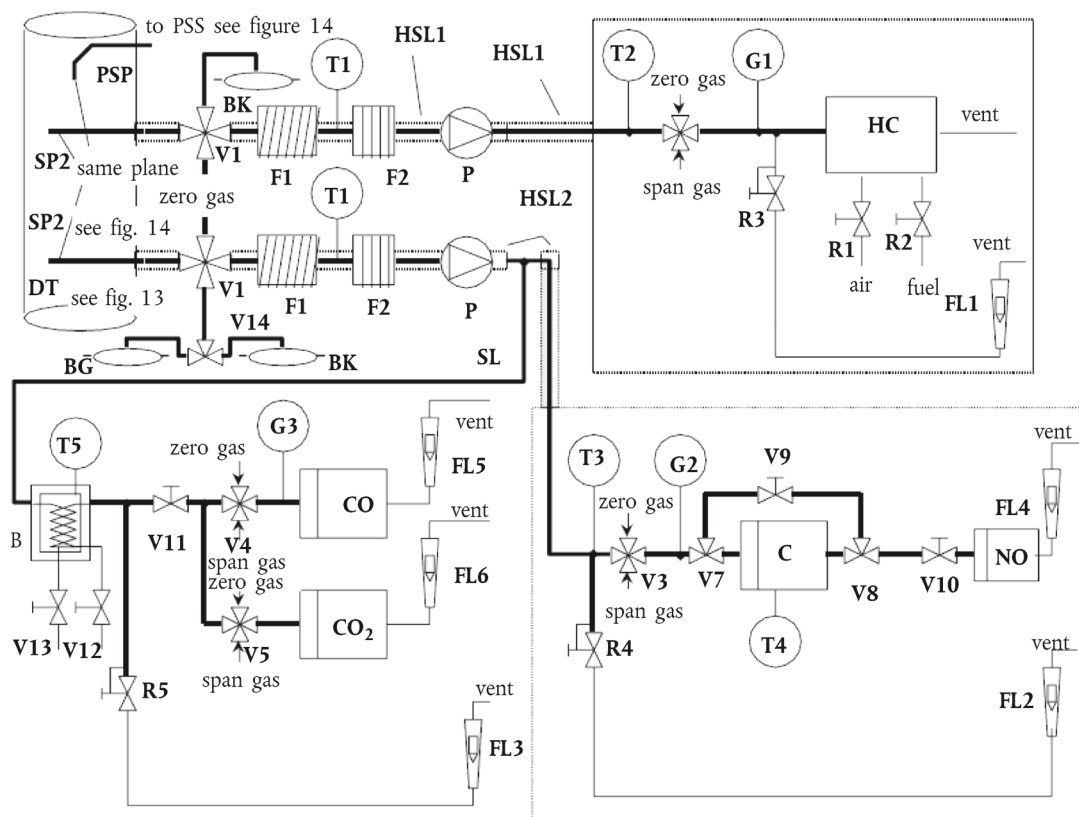 to PSS see figure 14
HSL1
HSL1
T2
G1
zero gas
PSP
T1
BK
HC
vent
SP2
V1
same plane
F1
F2
P
span gas
zero gas
T1
HSL2
R3
SP2
see fig. 14
R1
R2
vent
DT
see fig. 13
V1
F1
F2
P
air
fuel
FL1
V14
BG
BK
SL
T5
zero gas
G3
vent
FL5
CO
T3
G2
V9
vent
zero gas
FL4
B
V11
V4
span gas
zero gas
vent
FL6
C
NO
V3
V7
V8
V10
span gas
CO2
V13
V12
V5
span gas
R4
T4
vent
R5
vent
FL2
FL3